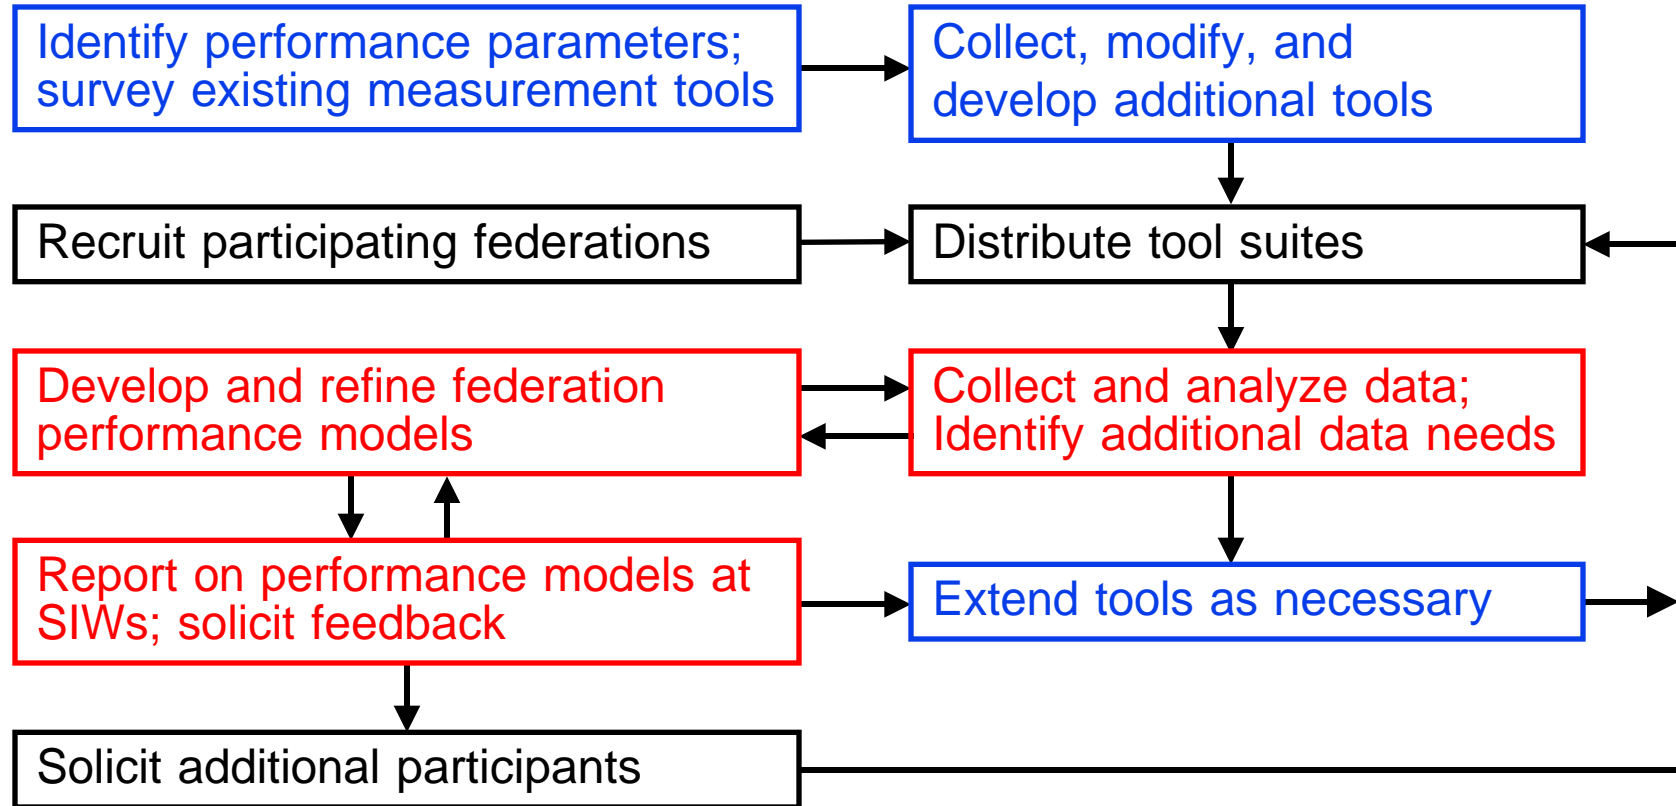 Identify performance parameters;
survey existing measurement tools
Collect, modify, and
develop additional tools
Recruit participating federations
Distribute tool suites
Develop and refine federation
performance models
Collect and analyze data;
Identify additional data needs
Report on performance models at
SIWs; solicit feedback
Extend tools as necessary
Solicit additional participants